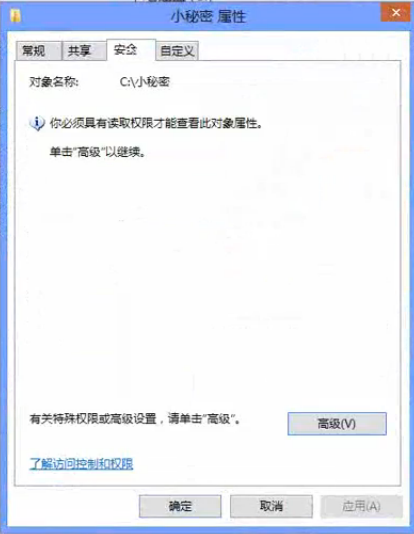 小秘密 属性
常规 共享 安全 自定义
对象名称: C:\小秘密
你必须具有读取权限才能查看此对象属性。
单击"高级"以继续。
有关特殊权限或高级设置，请单击"高级"。
高级(V)
了解访问控制和权限
确定 取消 应用(A)